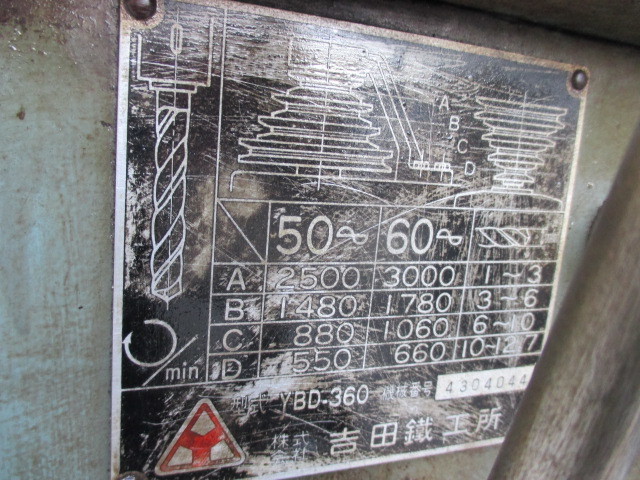 A
B
C
D
50~ 60~
A 2500 3000 1~3
B 1480 1780 3~6
C 880 1060 6~10
D 550 660 10~12.7
/min
型式 YBD-360 機械番号 4304044
株式会社 吉田鐵工所